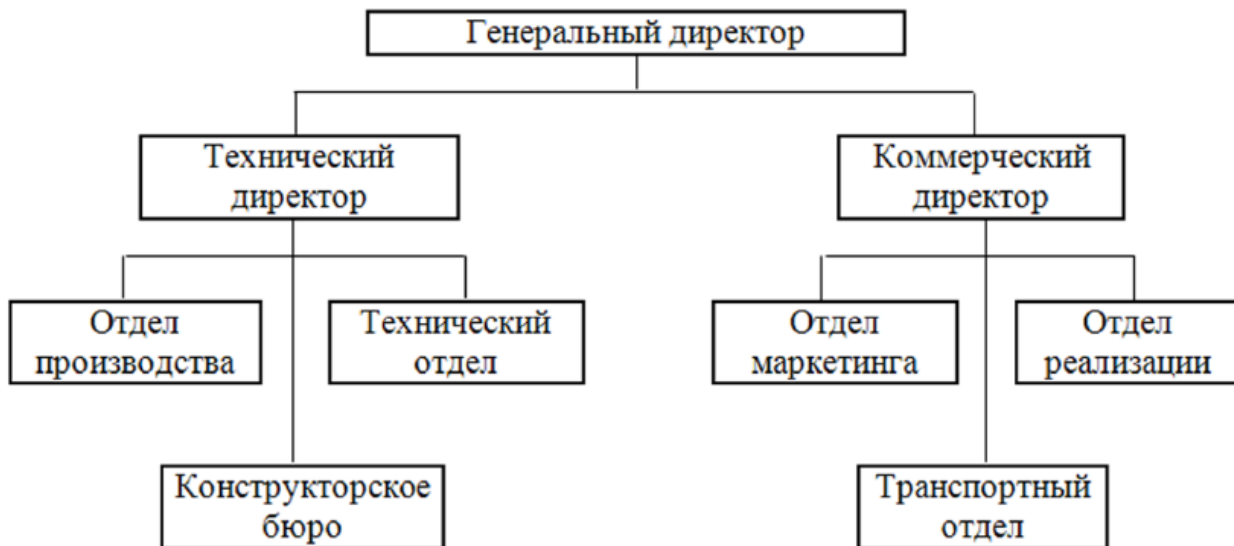 Генеральный директор
Технический
директор
Коммерческий
директор
Отдел
производства
Технический
отдел
Отдел
маркетинга
Отдел
реализации
Конструкторское
бюро
Транспортный
отдел